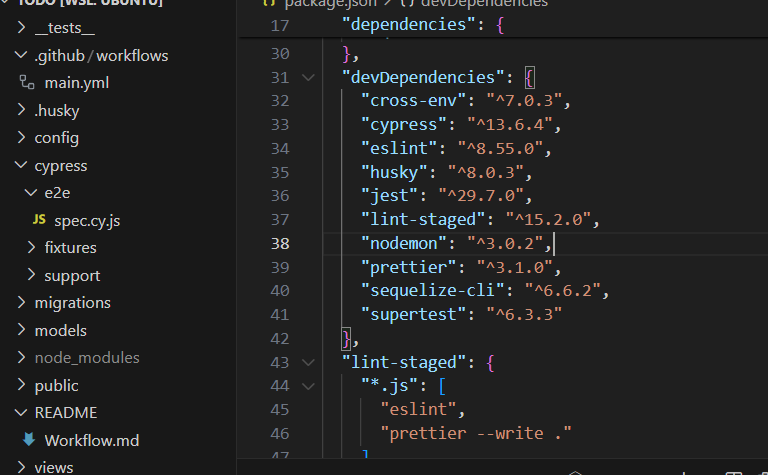 TODO [WSL: UBUNTU]
__tests__
.github / workflows
main.yml
.husky
config
cypress
e2e
JS spec.cy.js
fixtures
support
migrations
models
node_modules
public
README
Workflow.md
views
package.json > {} devDependencies
17 "dependencies": {
30 },
31 "devDependencies": {
32 "cross-env": "^7.0.3",
33 "cypress": "^13.6.4",
34 "eslint": "^8.55.0",
35 "husky": "^8.0.3",
36 "jest": "^29.7.0",
37 "lint-staged": "^15.2.0",
38 "nodemon": "^3.0.2",
39 "prettier": "^3.1.0",
40 "sequelize-cli": "^6.6.2",
41 "supertest": "^6.3.3"
42 },
43 "lint-staged": {
44 "*.js": [
45 "eslint",
46 "prettier --write ."
47 ]